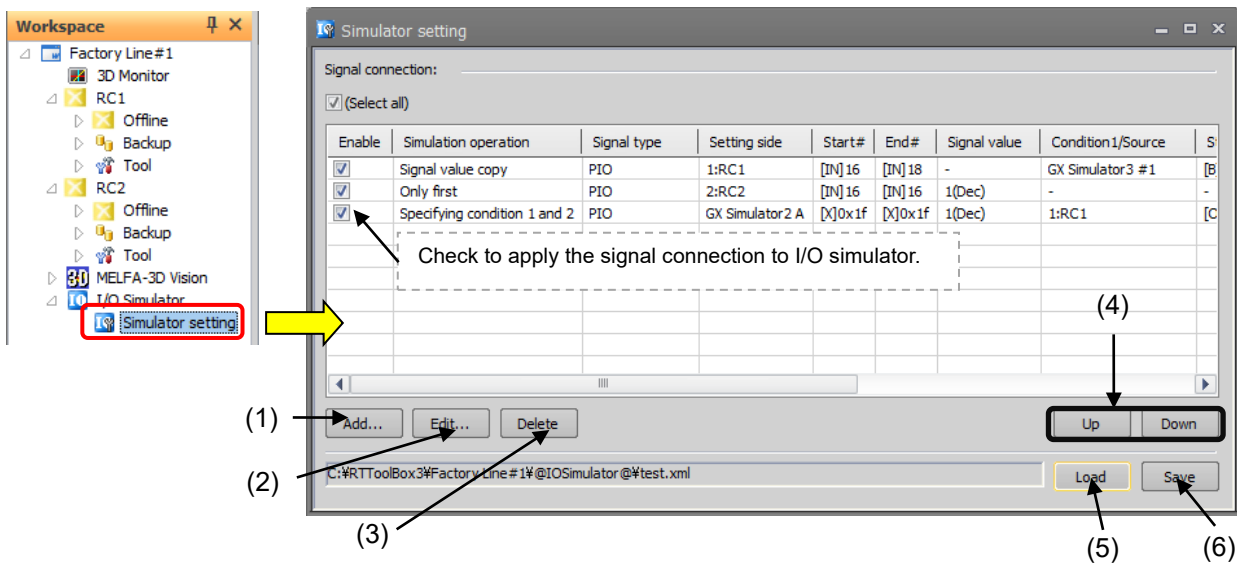 Workspace
Factory Line#1
3D Monitor
RC1
Offline
Backup
Tool
RC2
Offline
Backup
Tool
MELFA-3D Vision
I/O Simulator
Simulator setting
Simulator setting
Signal connection:
(Select all)
Enable Simulation operation Signal type Setting side Start# End# Signal value Condition1/Source S
Signal value copy PIO 1:RC1 [IN]16 [IN]18 - GX Simulator3 #1 [B
Only first PIO 2:RC2 [IN]16 [IN]16 1(Dec) - -
Specifying condition 1 and 2 PIO GX Simulator2 A [X]0x1f [X]0x1f 1(Dec) 1:RC1 [C
Check to apply the signal connection to I/O simulator.
(4)
(1) Add... Edit... Delete Up Down
(2) C:¥RTToolBox3¥Factory Line#1¥@IOSimulator@¥test.xml Load Save
(3) (5) (6)